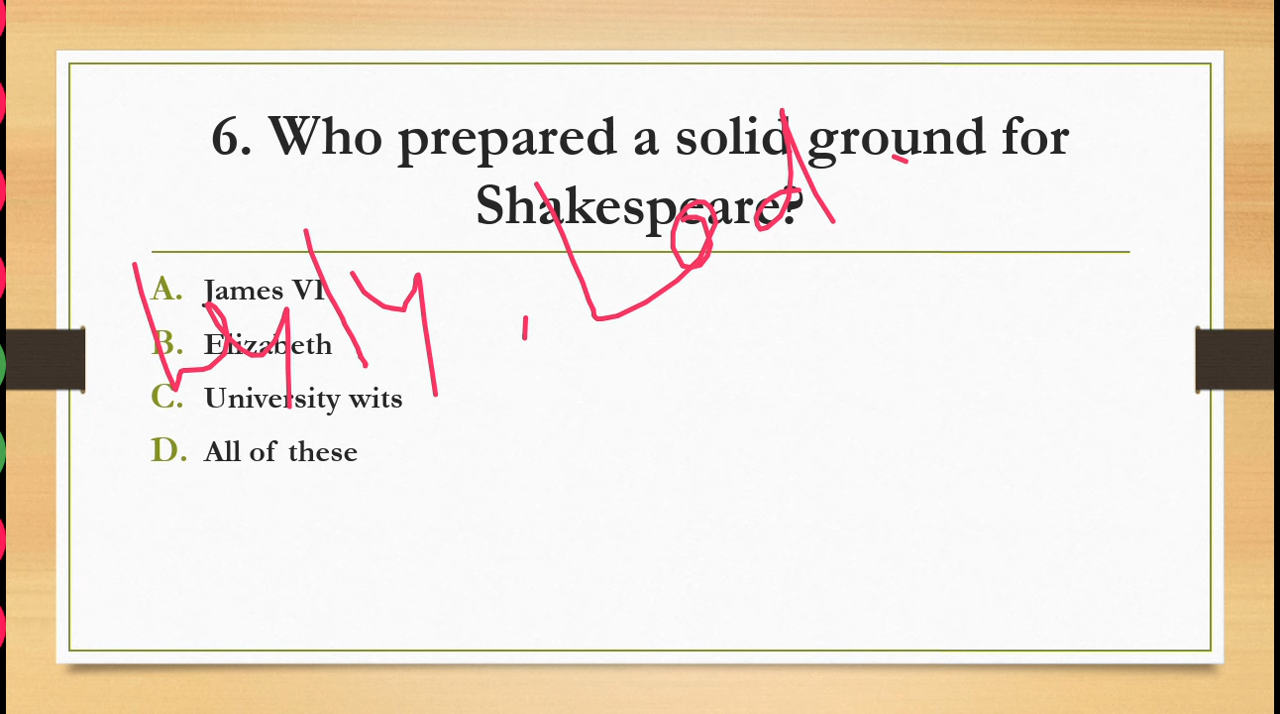 6. Who prepared a solid ground for
Shakespeare?
A. James VI
B. Elizabeth
C. University wits
D. All of these